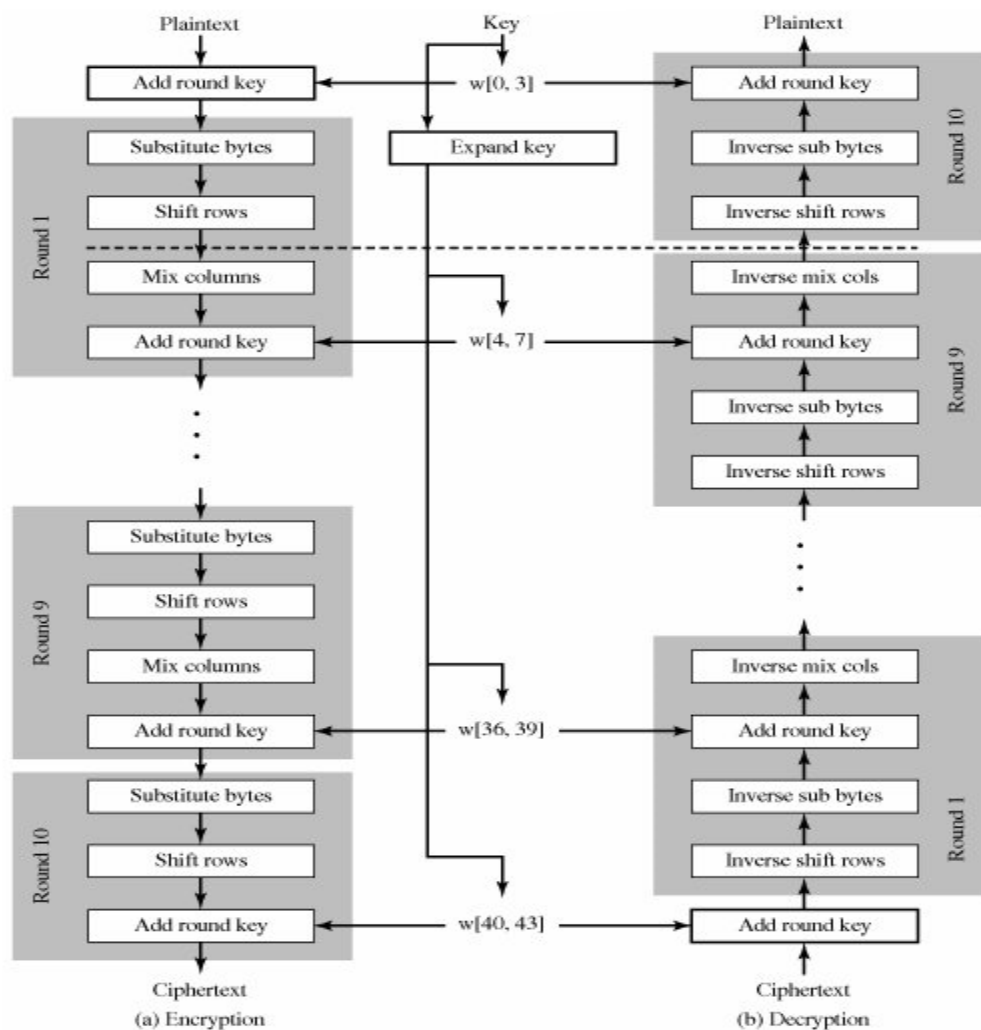 Plaintext
Key
Plaintext
Add round key
w[0, 3]
Add round key
Substitute bytes
Expand key
Inverse sub bytes
Round 10
Shift rows
Inverse shift rows
Round 1
Mix columns
Inverse mix cols
Add round key
w[4, 7]
Add round key
Round 9
Inverse sub bytes
Inverse shift rows
Substitute bytes
Shift rows
Round 9
Mix columns
Inverse mix cols
Add round key
w[36, 39]
Add round key
Substitute bytes
Inverse sub bytes
Round 1
Round 10
Shift rows
Inverse shift rows
Add round key
w[40, 43]
Add round key
Ciphertext
Ciphertext
(a) Encryption
(b) Decryption